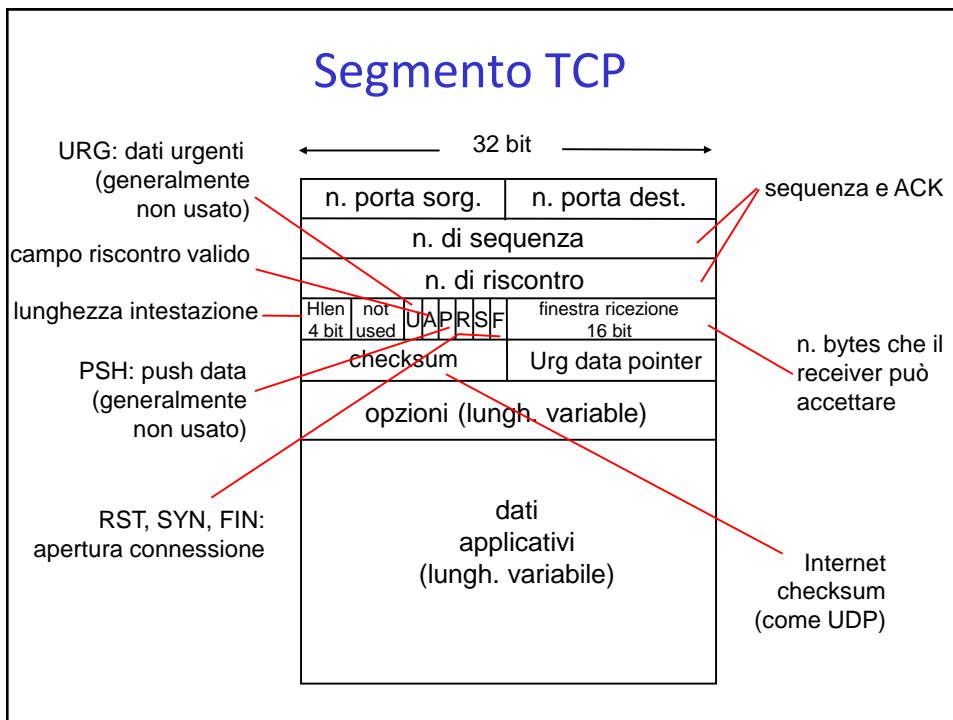 Segmento TCP
32 bit
URG: dati urgenti
(generalmente
non usato)
campo riscontro valido
lunghezza intestazione
PSH: push data
(generalmente
non usato)
RST, SYN, FIN:
apertura connessione
n. porta sorg.
n. porta dest.
n. di sequenza
n. di riscontro
Hlen
4 bit
not
used
U A P R S F
finestra ricezione
16 bit
checksum
Urg data pointer
opzioni (lungh. variable)
dati
applicativi
(lungh. variabile)
sequenza e ACK
n. bytes che il
receiver può
accettare
Internet
checksum
(come UDP)